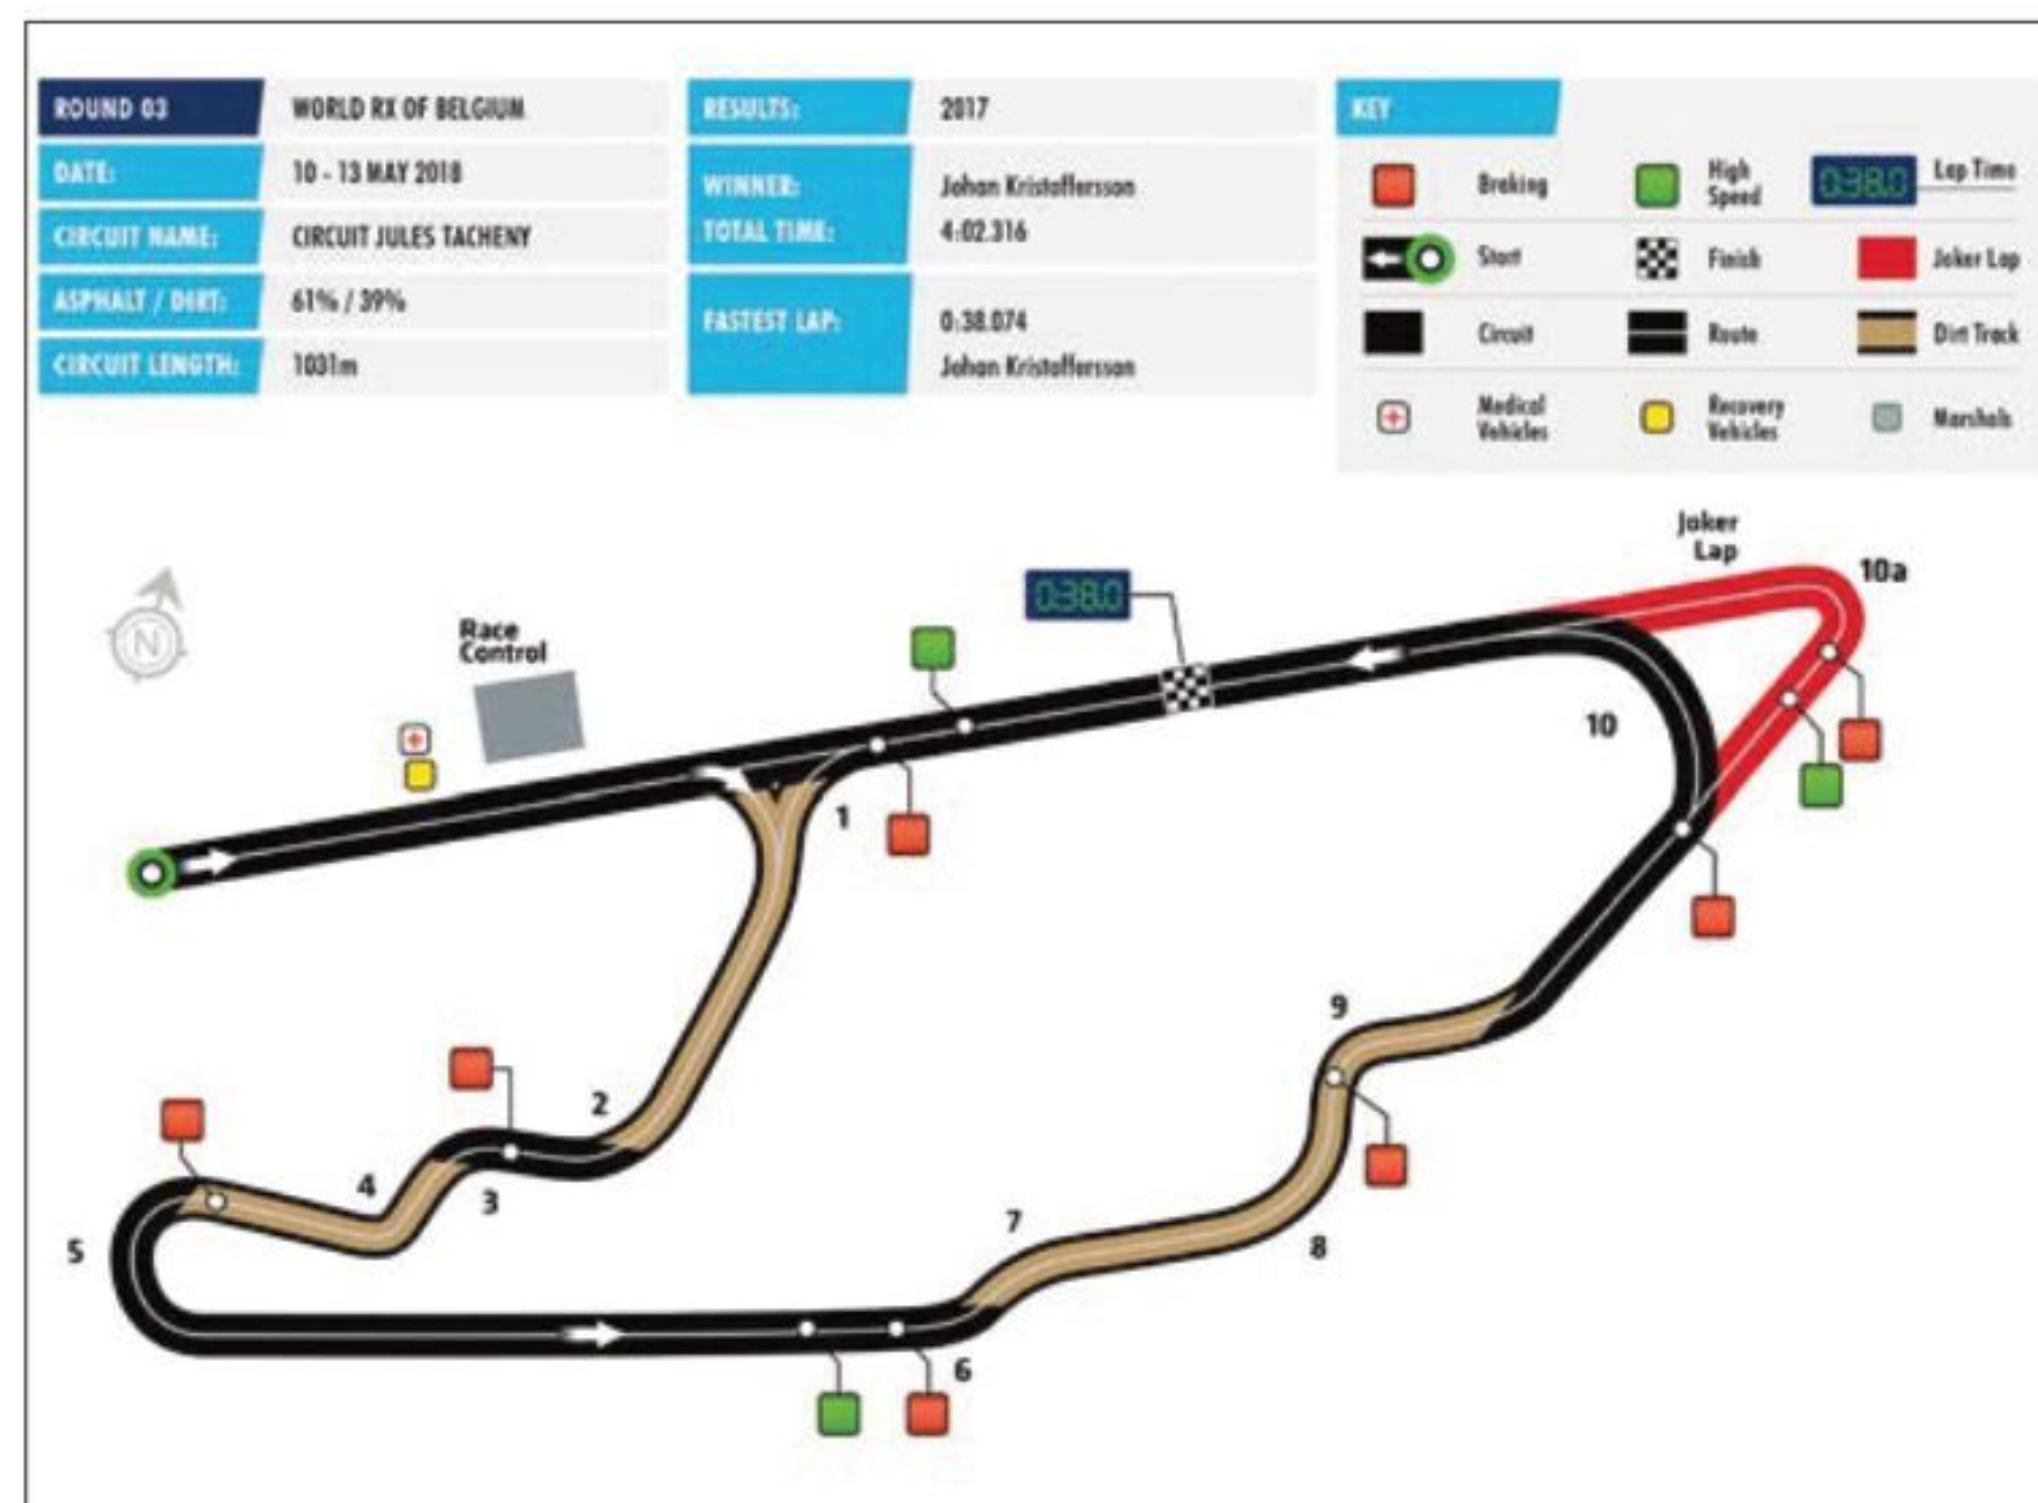 ROUND 03 WORLD RX OF BELGIUM
DATE: 10 - 13 MAY 2018
CIRCUIT NAME: CIRCUIT JULES TACHENY
ASPHALT / DIRT: 61% / 39%
CIRCUIT LENGTH: 1031m
RESULTS: 2017
WINNER: Johan Kristoffersson
TOTAL TIME: 4:02.316
FASTEST LAP: 0:38.074
Johan Kristoffersson
KEY
Braking
High
Speed
0:38.0
Lap Time
Start
Finish
Joker Lap
Circuit
Route
Dirt Track
Medical
Vehicles
Recovery
Vehicles
Marshals
Joker
Lap
10a
0:38.0
N
Race
Control
10
1
9
2
4
3
7
5
8
6